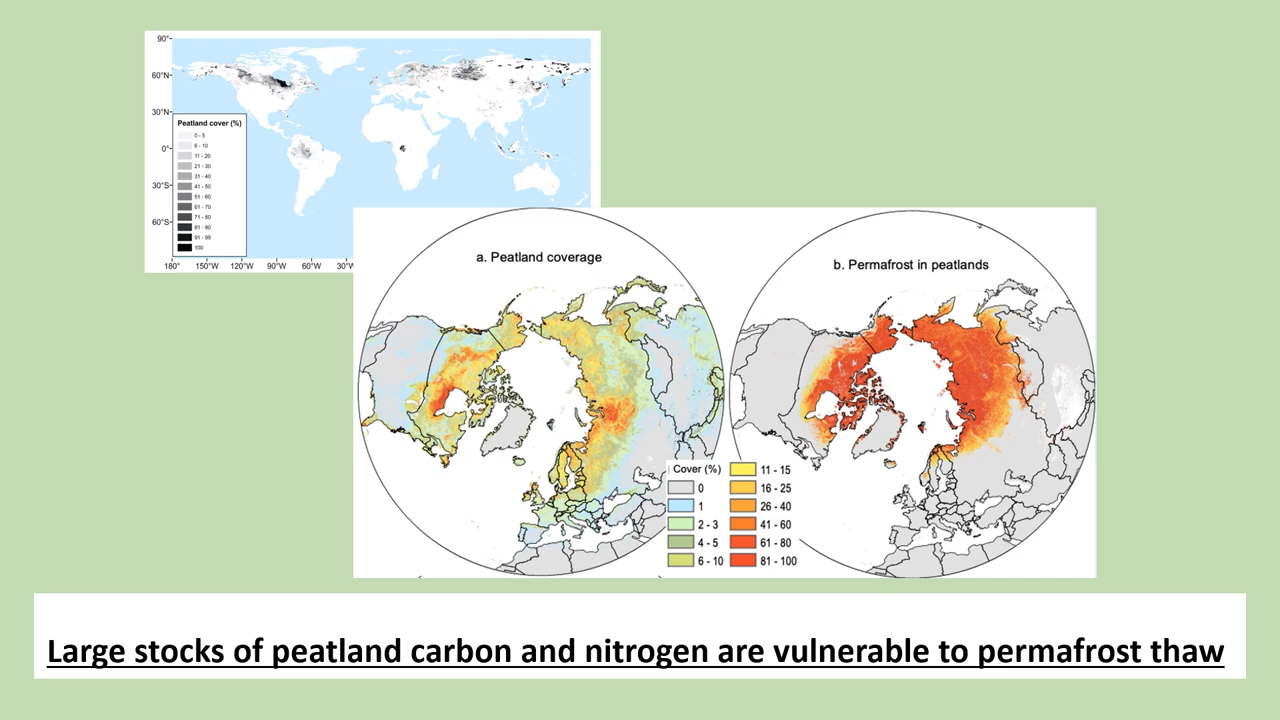 90°
60°N
30°N
0°
30°S
60°S
Peatland cover (%)
0 - 5
6 - 10
11 - 20
21 - 30
31 - 40
41 - 50
51 - 60
61 - 70
71 - 80
81 - 90
91 - 99
100
180° 150°W 120°W 90°W 60°W 30°W
a. Peatland coverage
b. Permafrost in peatlands
Cover (%)
0
1
2 - 3
4 - 5
6 - 10
11 - 15
16 - 25
26 - 40
41 - 60
61 - 80
81 - 100
Large stocks of peatland carbon and nitrogen are vulnerable to permafrost thaw